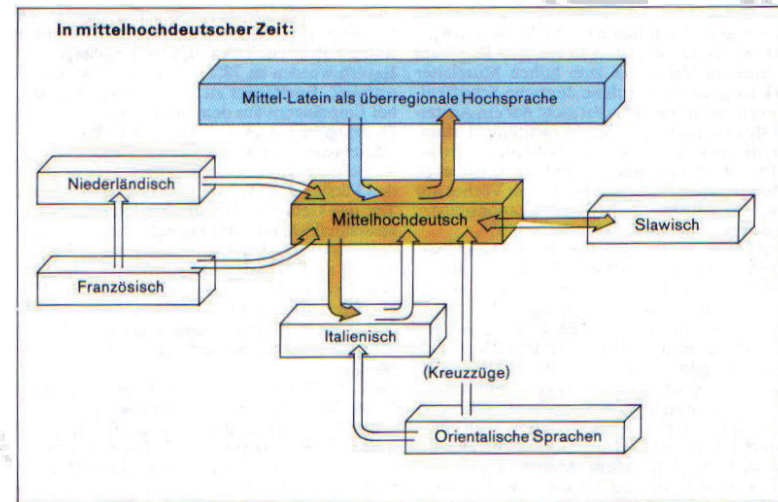 In mittelhochdeutscher Zeit:
Mittel-Latein als überregionale Hochsprache
Niederländisch
Mittelhochdeutsch
Slawisch
Französisch
Italienisch
(Kreuzzüge)
Orientalische Sprachen